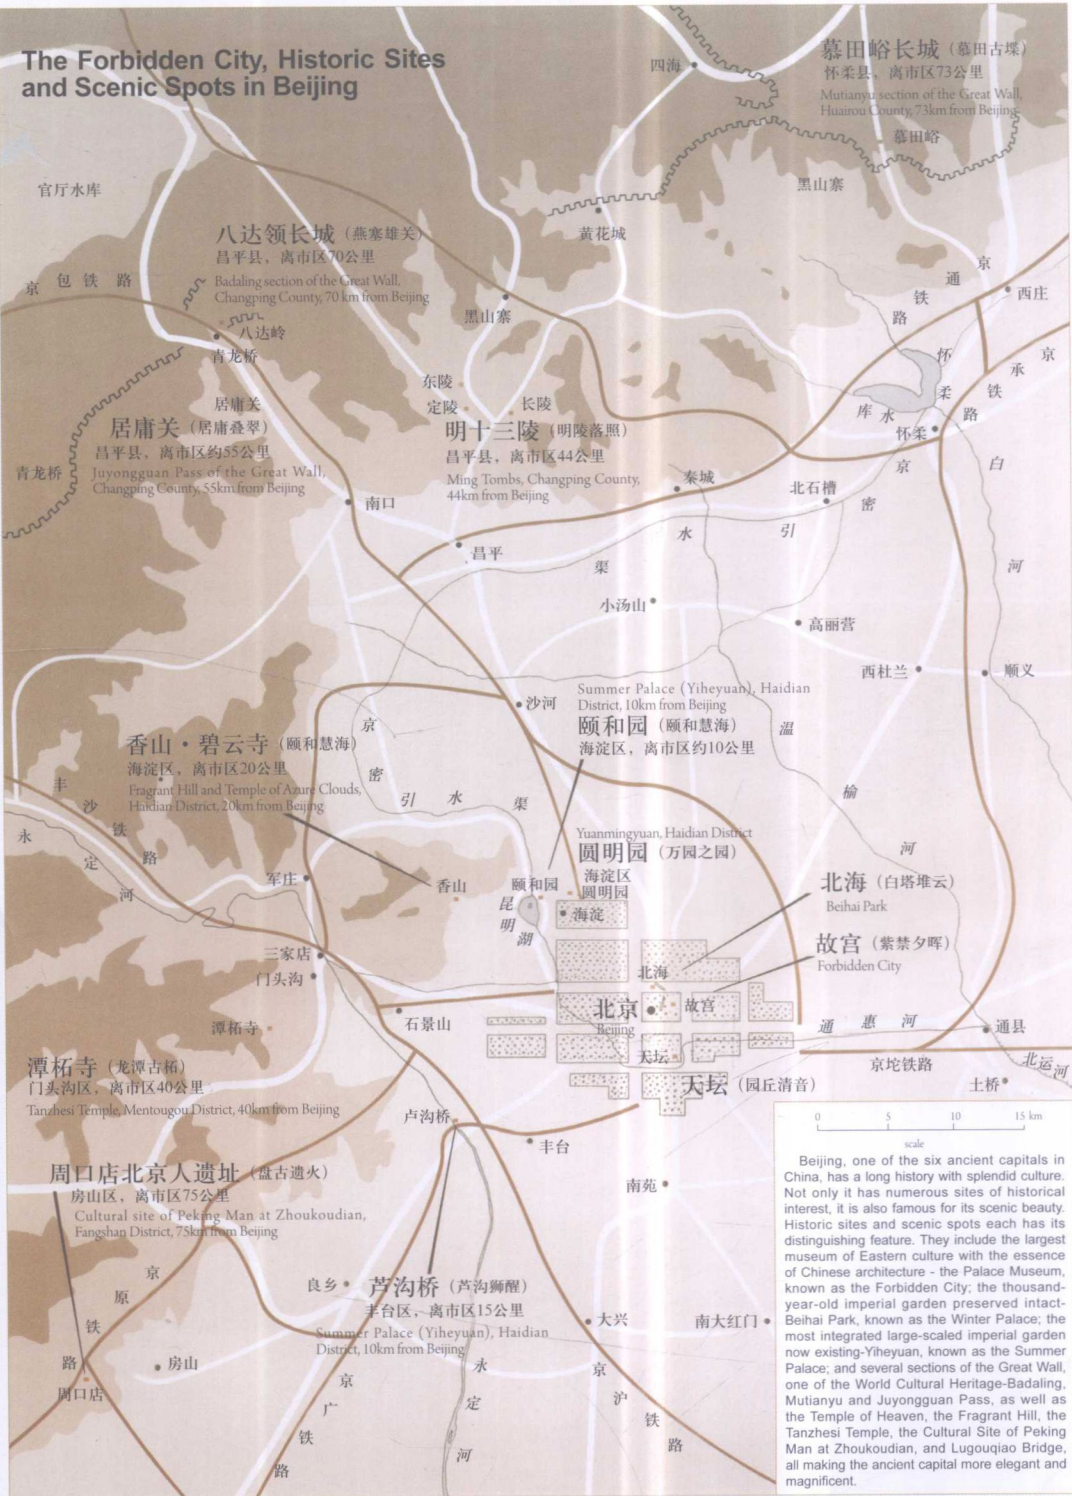 The Forbidden City, Historic Sites
and Scenic Spots in Beijing
四海
慕田峪长城（慕田古堞）
怀柔县，离市区73公里
Mutianyu section of the Great Wall,
Huairou County, 73km from Beijing
慕田峪
黑山寨
官厅水库
黄花城
八达领长城（燕塞雄关）
昌平县，离市区70公里
Badaling section of the Great Wall,
Changping County, 70 km from Beijing
京包铁路
京通铁路
西庄
黑山寨
八达岭
青龙桥
怀柔水库
京承铁路
东陵
定陵
长陵
居庸关
居庸关（居庸叠翠）
昌平县，离市区约55公里
Juyongguan Pass of the Great Wall,
Changping County, 55km from Beijing
青龙桥
明十三陵（明陵落照）
昌平县，离市区44公里
Ming Tombs, Changping County,
44km from Beijing
怀柔
白河
秦城
北石槽
南口
京密引水渠
昌平
小汤山
高丽营
西杜兰
顺义
沙河
Summer Palace (Yiheyuan), Haidian
District, 10km from Beijing
颐和园（颐和慧海）
海淀区，离市区约10公里
温榆河
香山·碧云寺（颐和慧海）
海淀区，离市区20公里
Fragrant Hill and Temple of Azure Clouds,
Haidian District, 20km from Beijing
京密引水渠
丰沙铁路
永定河
Yuanmingyuan, Haidian District
圆明园（万园之园）
海淀区
圆明园
军庄
香山
颐和园
昆明湖
海淀
北海（白塔堆云）
Beihai Park
故宫（紫禁夕晖）
Forbidden City
三家店
门头沟
北海
北京
Beijing
故宫
石景山
潭柘寺
通惠河
通县
天坛
京坨铁路
北运河
土桥
潭柘寺（龙潭古柘）
门头沟区，离市区40公里
Tanzhesi Temple, Mentougou District, 40km from Beijing
天坛（园丘清音）
卢沟桥
丰台
0 5 10 15 km
scale
周口店北京人遗址（盘古遗火）
房山区，离市区75公里
Cultural site of Peking Man at Zhoukoudian,
Fangshan District, 75km from Beijing
南苑
京原铁路
良乡
芦沟桥（芦沟狮醒）
丰台区，离市区15公里
Summer Palace (Yiheyuan), Haidian
District, 10km from Beijing
大兴
南大红门
房山
周口店
京广铁路
永定河
京沪铁路
Beijing, one of the six ancient capitals in
China, has a long history with splendid culture.
Not only it has numerous sites of historical
interest, it is also famous for its scenic beauty.
Historic sites and scenic spots each has its
distinguishing feature. They include the largest
museum of Eastern culture with the essence
of Chinese architecture - the Palace Museum,
known as the Forbidden City; the thousand-
year-old imperial garden preserved intact-
Beihai Park, known as the Winter Palace; the
most integrated large-scaled imperial garden
now existing-Yiheyuan, known as the Summer
Palace; and several sections of the Great Wall,
one of the World Cultural Heritage-Badaling,
Mutianyu and Juyongguan Pass, as well as
the Temple of Heaven, the Fragrant Hill, the
Tanzhesi Temple, the Cultural Site of Peking
Man at Zhoukoudian, and Lugouqiao Bridge,
all making the ancient capital more elegant and
magnificent.